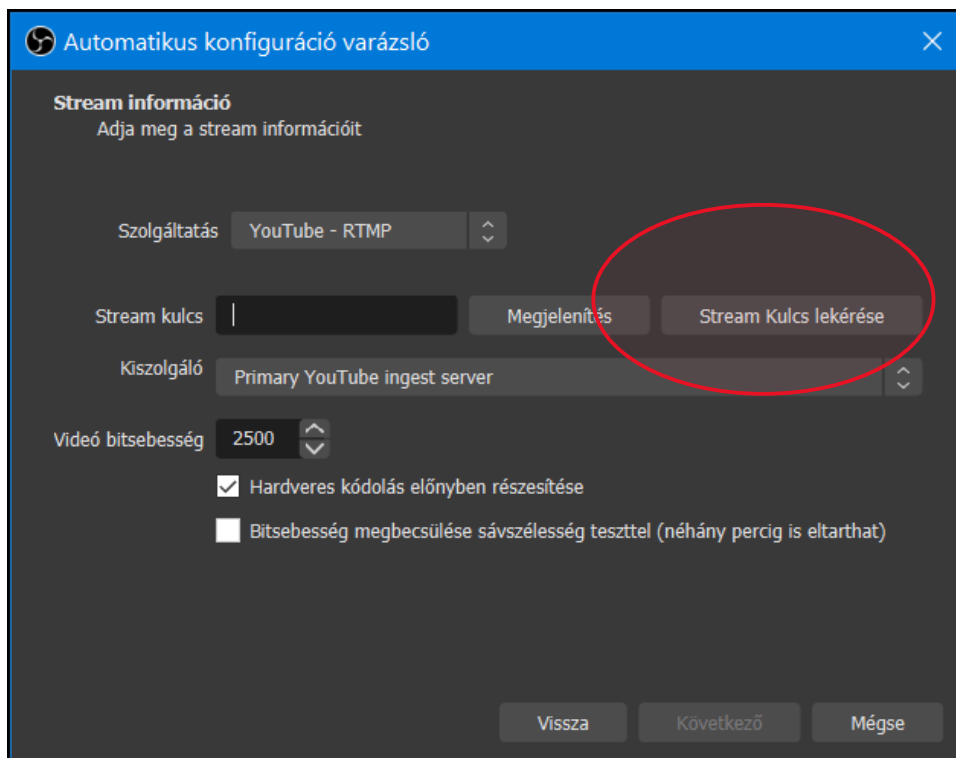 Automatikus konfiguráció varázsló
Stream információ
Adja meg a stream információit
Szolgáltatás YouTube - RTMP
Stream kulcs Megjelenítés Stream Kulcs lekérése
Kiszolgáló Primary YouTube ingest server
Videó bitsebesség 2500
Hardveres kódolás előnyben részesítése
Bitsebesség megbecsülése sávszélesség teszttel (néhány percig is eltarthat)
Vissza Következő Mégse